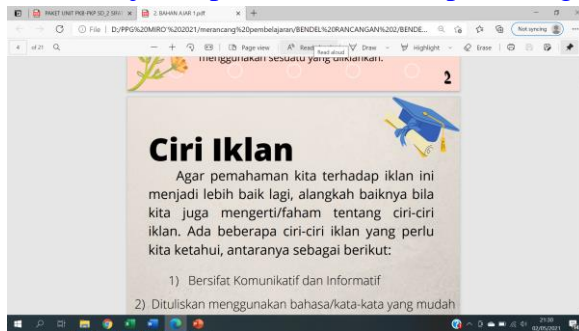 PAKET UNIT PKB-PKP SD_2 SRAI
2. BAHAN AJAR 1.pdf
File | D:/PPG%20MIRO'%202021/merancang%20pembelajaran/BENDEL%20RANCANGAN%202/BENDE...
Not syncing
of 21
Page view
Read aloud
Draw
Highlight
Erase
Read aloud
menggunakan sesuatu yang diiklankan.
2
Ciri Iklan
Agar pemahaman kita terhadap iklan ini
menjadi lebih baik lagi, alangkah baiknya bila
kita juga mengerti/faham tentang ciri-ciri
iklan. Ada beberapa ciri-ciri iklan yang perlu
kita ketahui, antaranya sebagai berikut:
1) Bersifat Komunikatif dan Informatif
2) Dituliskan menggunakan bahasa/kata-kata yang mudah
21:30
02/05/2021